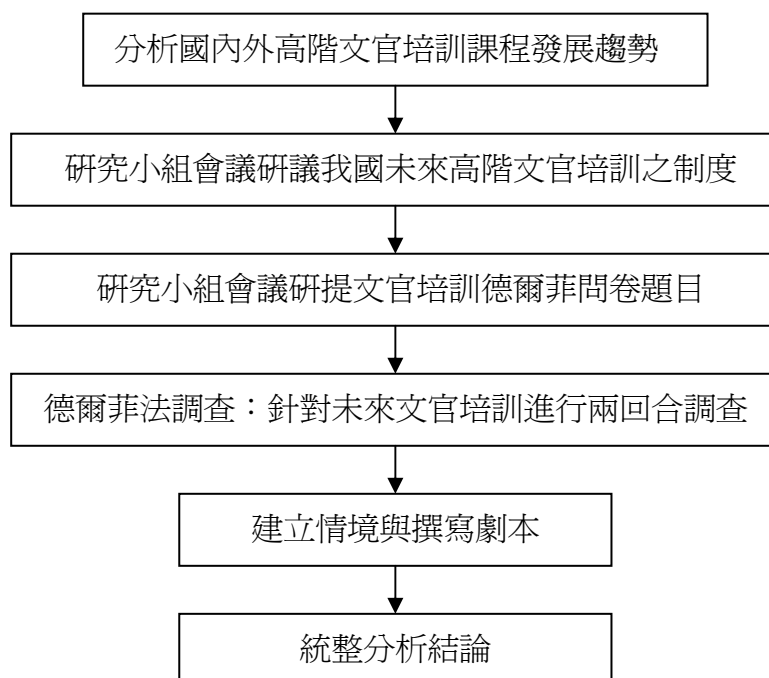 分析國內外高階文官培訓課程發展趨勢
研究小組會議研議我國未來高階文官培訓之制度
研究小組會議研提文官培訓德爾菲問卷題目
德爾菲法調查：針對未來文官培訓進行兩回合調查
建立情境與撰寫劇本
統整分析結論